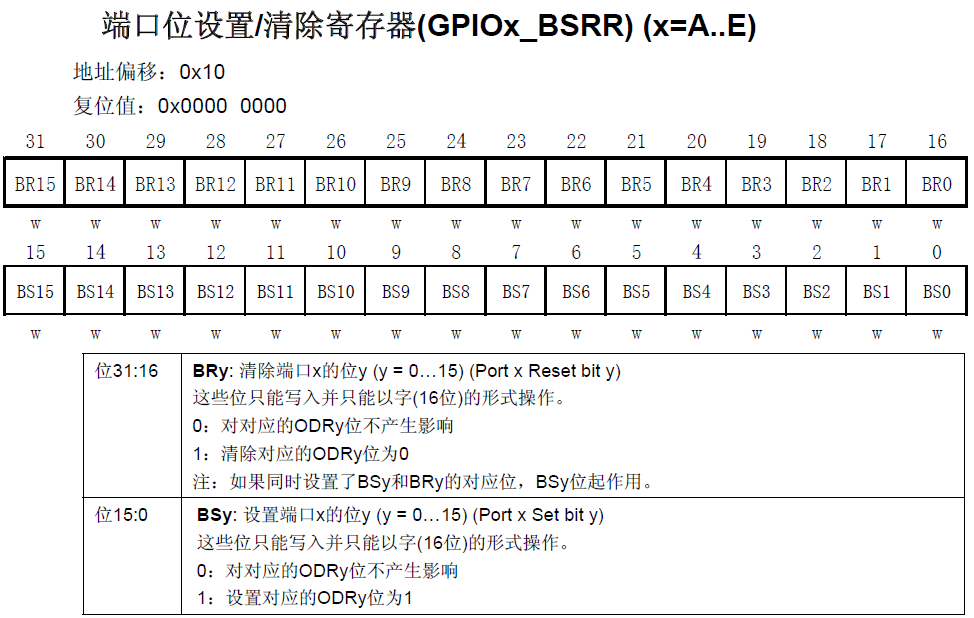 端口位设置/清除寄存器(GPIOx_BSRR) (x=A..E)
地址偏移：0x10
复位值：0x0000 0000
31 30 29 28 27 26 25 24 23 22 21 20 19 18 17 16
BR15 BR14 BR13 BR12 BR11 BR10 BR9 BR8 BR7 BR6 BR5 BR4 BR3 BR2 BR1 BR0
w w w w w w w w w w w w w w w w
15 14 13 12 11 10 9 8 7 6 5 4 3 2 1 0
BS15 BS14 BS13 BS12 BS11 BS10 BS9 BS8 BS7 BS6 BS5 BS4 BS3 BS2 BS1 BS0
w w w w w w w w w w w w w w w w
位31:16 BRy: 清除端口x的位y (y = 0…15) (Port x Reset bit y)
这些位只能写入并只能以字(16位)的形式操作。
0：对对应的ODRy位不产生影响
1：清除对应的ODRy位为0
注：如果同时设置了BSy和BRy的对应位，BSy位起作用。
位15:0 BSy: 设置端口x的位y (y = 0…15) (Port x Set bit y)
这些位只能写入并只能以字(16位)的形式操作。
0：对对应的ODRy位不产生影响
1：设置对应的ODRy位为1